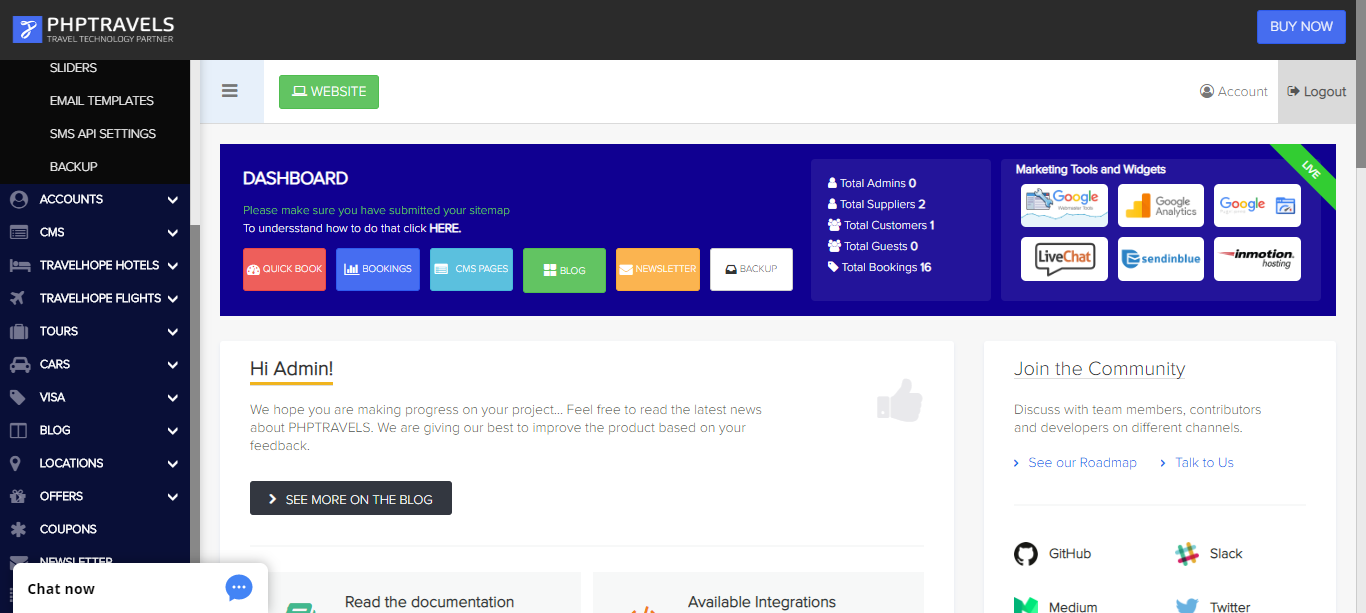 PHPTRAVELS
TRAVEL TECHNOLOGY PARTNER
BUY NOW
SLIDERS
EMAIL TEMPLATES
SMS API SETTINGS
BACKUP
ACCOUNTS
CMS
TRAVELHOPE HOTELS
TRAVELHOPE FLIGHTS
TOURS
CARS
VISA
BLOG
LOCATIONS
OFFERS
COUPONS
NEWSLETTER
Chat now
WEBSITE
Account
Logout
DASHBOARD
Please make sure you have submitted your sitemap
To undersstand how to do that click HERE.
QUICK BOOK
BOOKINGS
CMS PAGES
BLOG
NEWSLETTER
BACKUP
Total Admins 0
Total Suppliers 2
Total Customers 1
Total Guests 0
Total Bookings 16
Marketing Tools and Widgets
LIVE
Google
Webmaster Tools
Google
Analytics
Google
LiveChat
sendinblue
inmotion
hosting
Hi Admin!
We hope you are making progress on your project... Feel free to read the latest news
about PHPTRAVELS. We are giving our best to improve the product based on your
feedback.
SEE MORE ON THE BLOG
Read the documentation
Available Integrations
Join the Community
Discuss with team members, contributors
and developers on different channels.
See our Roadmap
Talk to Us
GitHub
Slack
Medium
Twitter